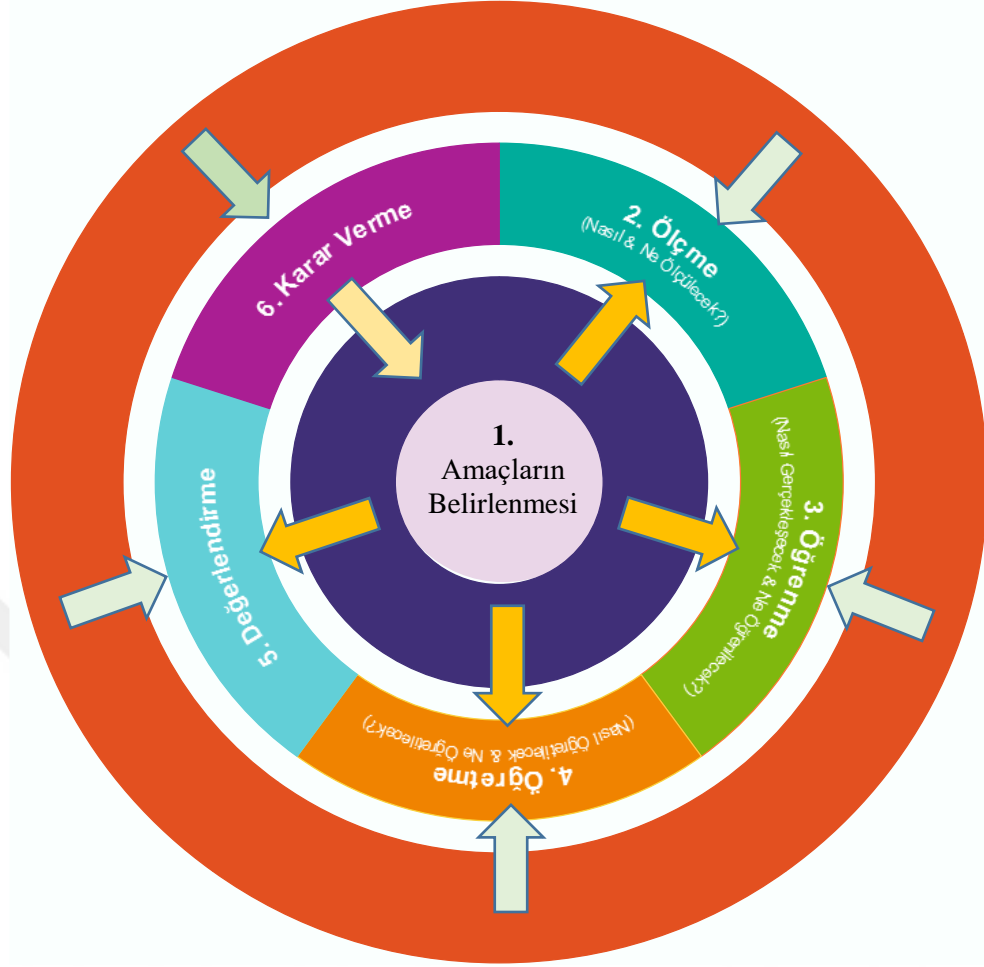 1.
Amaçların
Belirlenmesi
2. Ölçme
(Nasıl & Ne Ölçülecek?)
3. Öğrenme
(Nasıl Gerçekleşecek & Ne Öğrenilecek?)
4. Öğretme
(Nasıl Öğretilecek & Ne Öğretilecek?)
5. Değerlendirme
6. Karar Verme